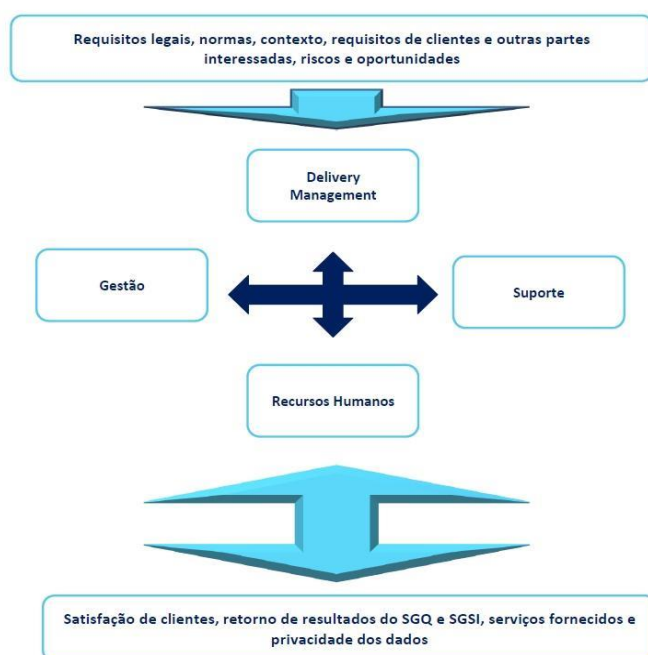 Requisitos legais, normas, contexto, requisitos de clientes e outras partes
interessadas, riscos e oportunidades
Delivery
Management
Gestão
Suporte
Recursos Humanos
Satisfação de clientes, retorno de resultados do SGQ e SGSI, serviços fornecidos e
privacidade dos dados